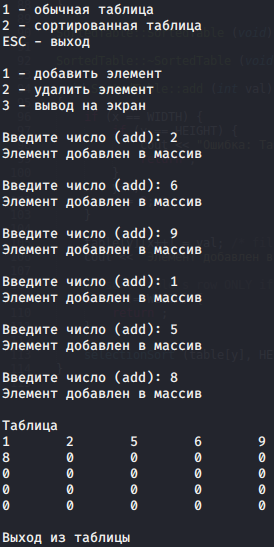 1 - обычная таблица
2 - сортированная таблица
ESC - выход
1 - добавить элемент
2 - удалить элемент
3 - вывод на экран
Введите число (add): 2
Элемент добавлен в массив
Введите число (add): 6
Элемент добавлен в массив
Введите число (add): 9
Элемент добавлен в массив
Введите число (add): 1
Элемент добавлен в массив
Введите число (add): 5
Элемент добавлен в массив
Введите число (add): 8
Элемент добавлен в массив
Таблица
1 2 5 6 9
8 0 0 0 0
0 0 0 0 0
0 0 0 0 0
0 0 0 0 0
Выход из таблицы